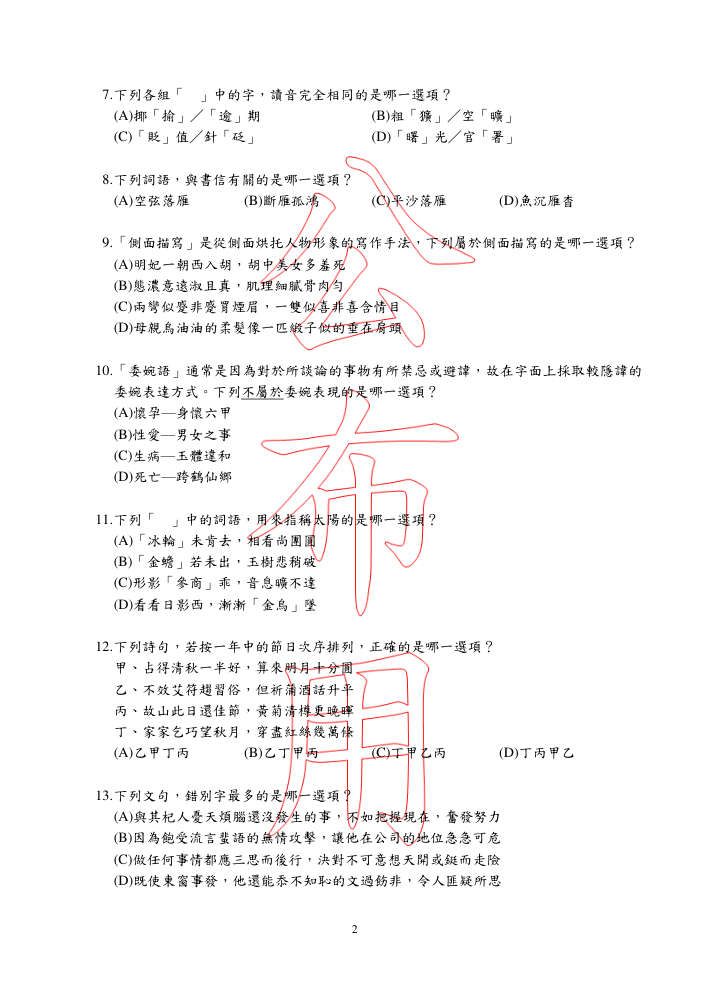 7.下列各組「　」中的字，讀音完全相同的是哪一選項？
(A)揶「揄」╱「逾」期 (B)粗「獷」╱空「曠」
(C)「貶」值╱針「砭」 (D)「曙」光╱官「署」
8.下列詞語，與書信有關的是哪一選項？
(A)空弦落雁 (B)斷雁孤鴻 (C)平沙落雁 (D)魚沉雁杳
9.「側面描寫」是從側面烘托人物形象的寫作手法，下列屬於側面描寫的是哪一選項？
(A)明妃一朝西入胡，胡中美女多羞死
(B)態濃意遠淑且真，肌理細膩骨肉勻
(C)兩彎似蹙非蹙罥煙眉，一雙似喜非喜含情目
(D)母親烏油油的柔髮像一匹緞子似的垂在肩頭
10.「委婉語」通常是因為對於所談論的事物有所禁忌或避諱，故在字面上採取較隱諱的
委婉表達方式。下列不屬於委婉表現的是哪一選項？
(A)懷孕—身懷六甲
(B)性愛—男女之事
(C)生病—玉體違和
(D)死亡—跨鶴仙鄉
11.下列「　」中的詞語，用來指稱太陽的是哪一選項？
(A)「冰輪」未肯去，相看尚團圓
(B)「金蟾」若未出，玉樹悲稍破
(C)形影「參商」乖，音息曠不達
(D)看看日影西，漸漸「金烏」墜
12.下列詩句，若按一年中的節日次序排列，正確的是哪一選項？
甲、占得清秋一半好，算來明月十分圓
乙、不效艾符趨習俗，但祈蒲酒話升平
丙、故山此日還佳節，黃菊清樽更晚暉
丁、家家乞巧望秋月，穿盡紅絲幾萬條
(A)乙甲丁丙 (B)乙丁甲丙 (C)丁甲乙丙 (D)丁丙甲乙
13.下列文句，錯別字最多的是哪一選項？
(A)與其杞人憂天煩腦還沒發生的事，不如把握現在，奮發努力
(B)因為飽受流言蜚語的無情攻擊，讓他在公司的地位急急可危
(C)做任何事情都應三思而後行，決對不可意想天開或鋌而走險
(D)既使東窗事發，他還能忝不知恥的文過飭非，令人匪疑所思
2
公布用